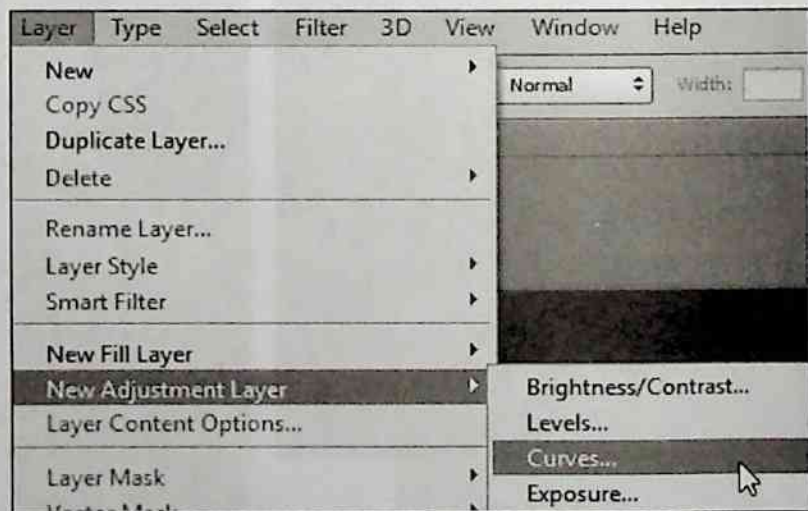 Layer Type Select Filter 3D View Window Help
Normal Width:
New
Copy CSS
Duplicate Layer...
Delete
Rename Layer...
Layer Style
Smart Filter
New Fill Layer
New Adjustment Layer
Layer Content Options...
Layer Mask
Vector Mask
Brightness/Contrast...
Levels...
Curves...
Exposure...